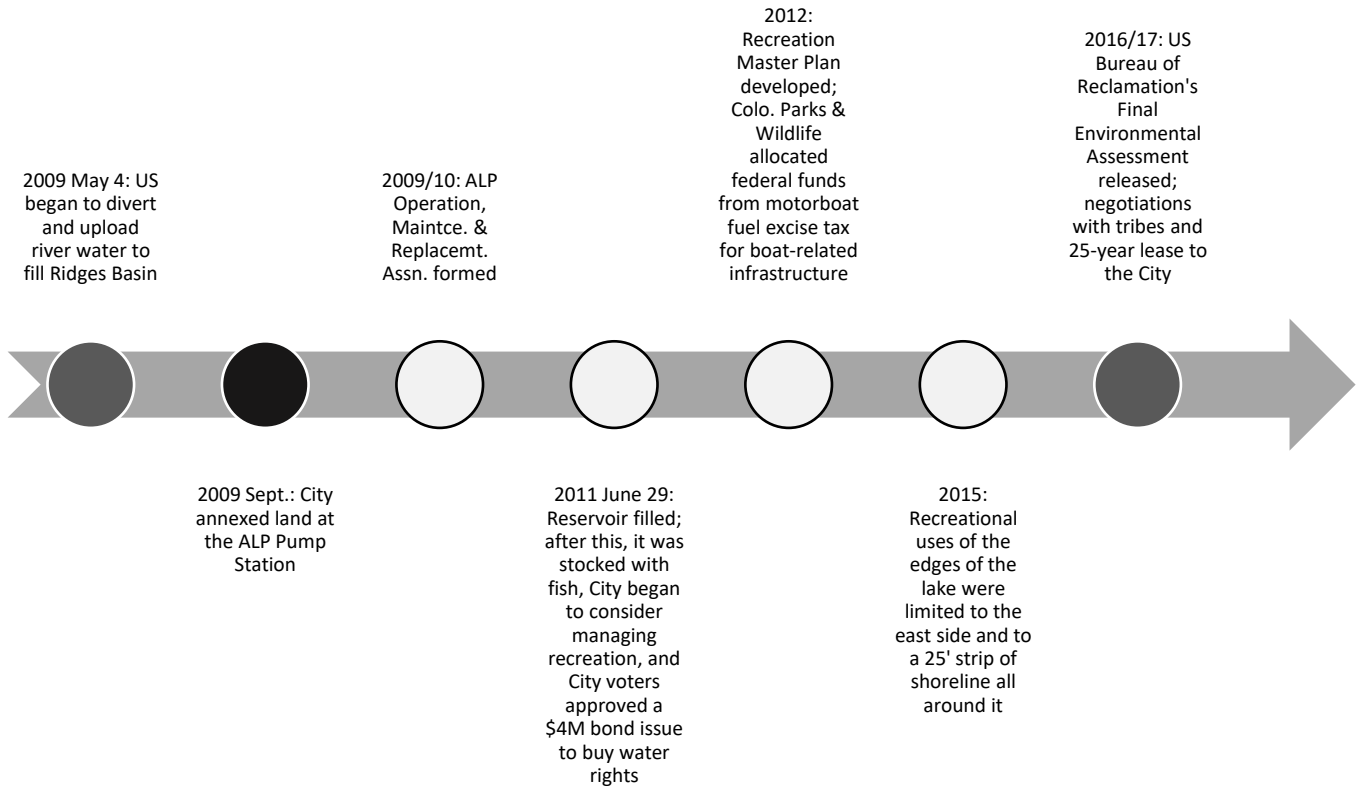 2009 May 4: US
began to divert
and upload
river water to
fill Ridges Basin
2009 Sept.: City
annexed land at
the ALP Pump
Station
2009/10: ALP
Operation,
Maintce. &
Replacemt.
Assn. formed
2011 June 29:
Reservoir filled;
after this, it was
stocked with
fish, City began
to consider
managing
recreation, and
City voters
approved a
$4M bond issue
to buy water
rights
2012:
Recreation
Master Plan
developed;
Colo. Parks &
Wildlife
allocated
federal funds
from motorboat
fuel excise tax
for boat-related
infrastructure
2015:
Recreational
uses of the
edges of the
lake were
limited to the
east side and to
a 25' strip of
shoreline all
around it
2016/17: US
Bureau of
Reclamation's
Final
Environmental
Assessment
released;
negotiations
with tribes and
25-year lease to
the City